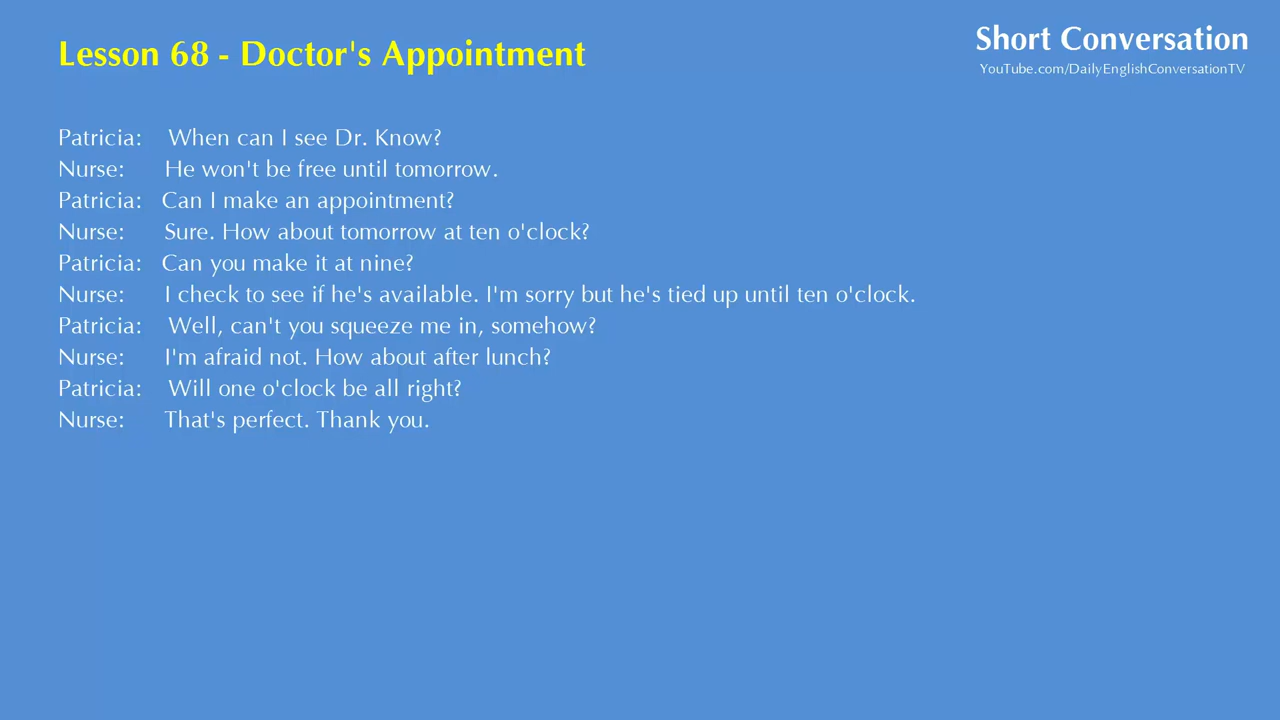 Lesson 68 - Doctor's Appointment
Short Conversation
YouTube.com/DailyEnglishConversationTV
Patricia: When can I see Dr. Know?
Nurse: He won't be free until tomorrow.
Patricia: Can I make an appointment?
Nurse: Sure. How about tomorrow at ten o'clock?
Patricia: Can you make it at nine?
Nurse: I check to see if he's available. I'm sorry but he's tied up until ten o'clock.
Patricia: Well, can't you squeeze me in, somehow?
Nurse: I'm afraid not. How about after lunch?
Patricia: Will one o'clock be all right?
Nurse: That's perfect. Thank you.